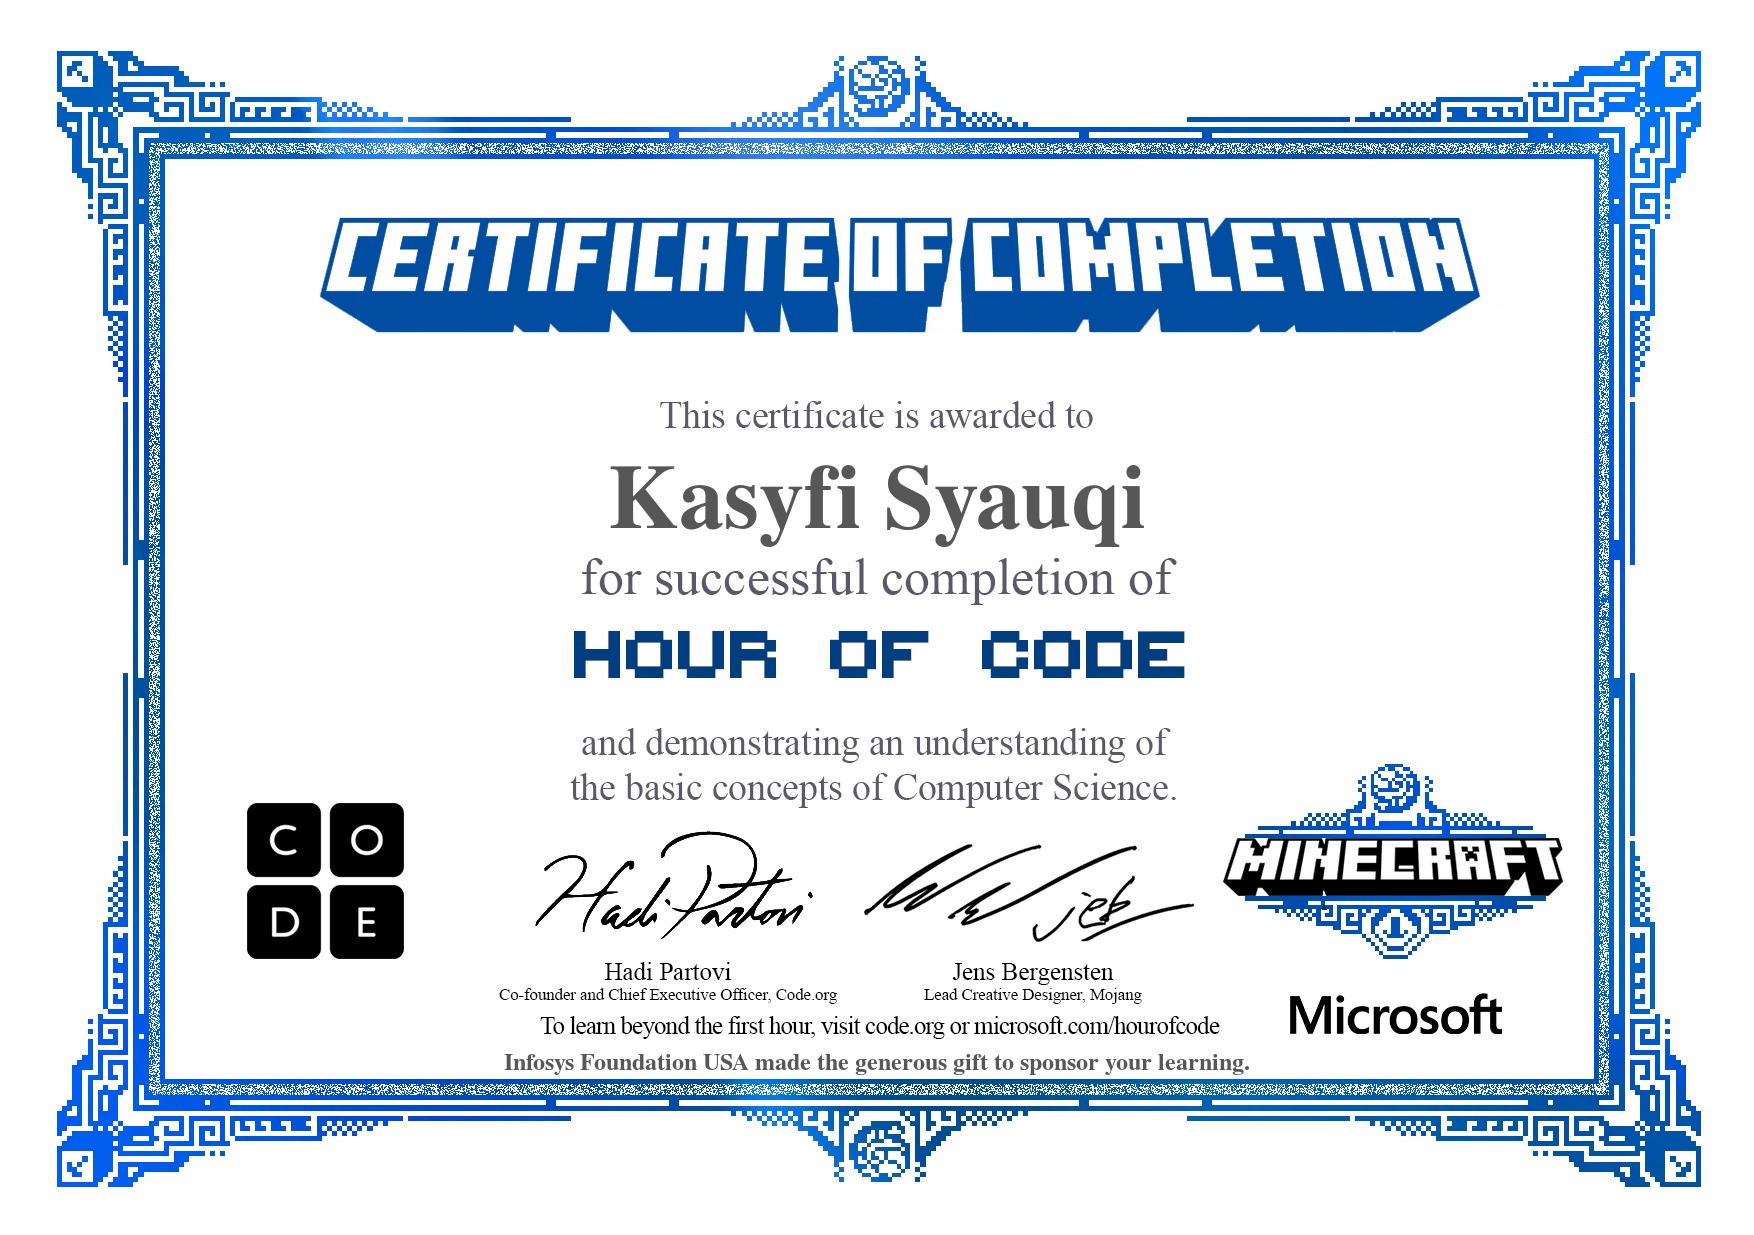 CERTIFICATE OF COMPLETION
This certificate is awarded to
Kasyfi Syauqi
for successful completion of
HOUR OF CODE
and demonstrating an understanding of
the basic concepts of Computer Science.
C O
D E
Hadi Partovi
jeb
MINECRAFT
Hadi Partovi
Co-founder and Chief Executive Officer, Code.org
Jens Bergensten
Lead Creative Designer, Mojang
Microsoft
To learn beyond the first hour, visit code.org or microsoft.com/hourofcode
Infosys Foundation USA made the generous gift to sponsor your learning.